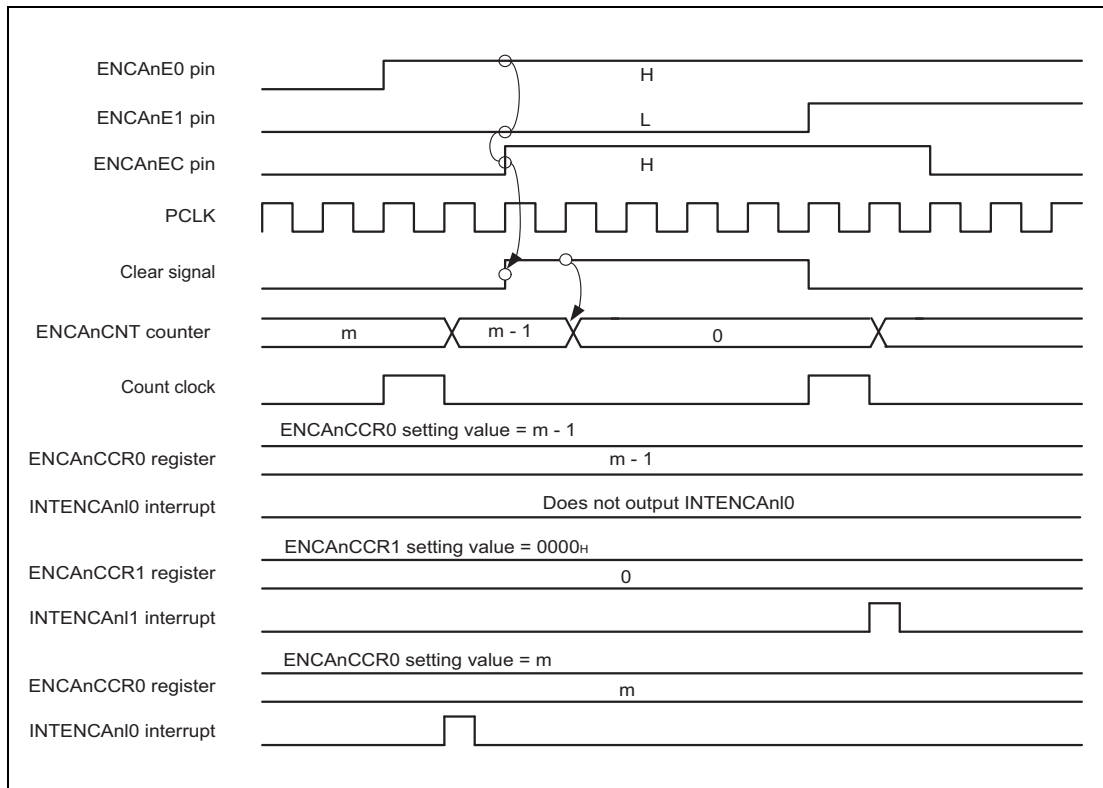 ENCAnE0 pin
H
ENCAnE1 pin
L
ENCAnEC pin
H
PCLK
Clear signal
ENCAnCNT counter
m
m - 1
0
Count clock
ENCAnCCR0 setting value = m - 1
ENCAnCCR0 register
m - 1
INTENCAnI0 interrupt
Does not output INTENCAnI0
ENCAnCCR1 setting value = 0000H
ENCAnCCR1 register
0
INTENCAnI1 interrupt
ENCAnCCR0 setting value = m
ENCAnCCR0 register
m
INTENCAnI0 interrupt